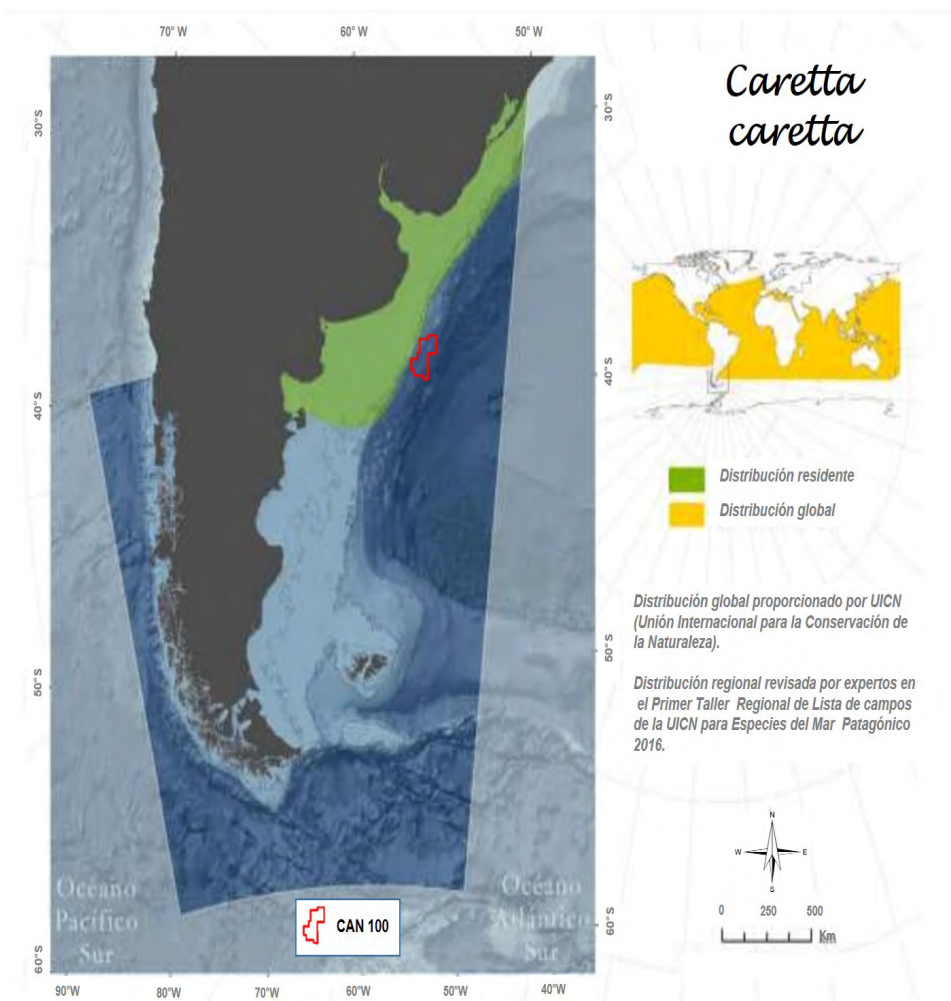 70° W
60° W
50° W
Caretta
caretta
30°S
30°S
40°S
40°S
Distribución residente
Distribución global
Distribución global proporcionado por UICN
(Unión Internacional para la Conservación de
la Naturaleza).
50°S
50°S
Distribución regional revisada por expertos en
el Primer Taller Regional de Lista de campos
de la UICN para Especies del Mar Patagónico
2016.
N
W
E
S
Océano
Pacífico
Sur
CAN 100
Océano
Atlántico
Sur
60°S
60°S
0 250 500
Km
90°W
80°W
70°W
60°W
50°W
40°W